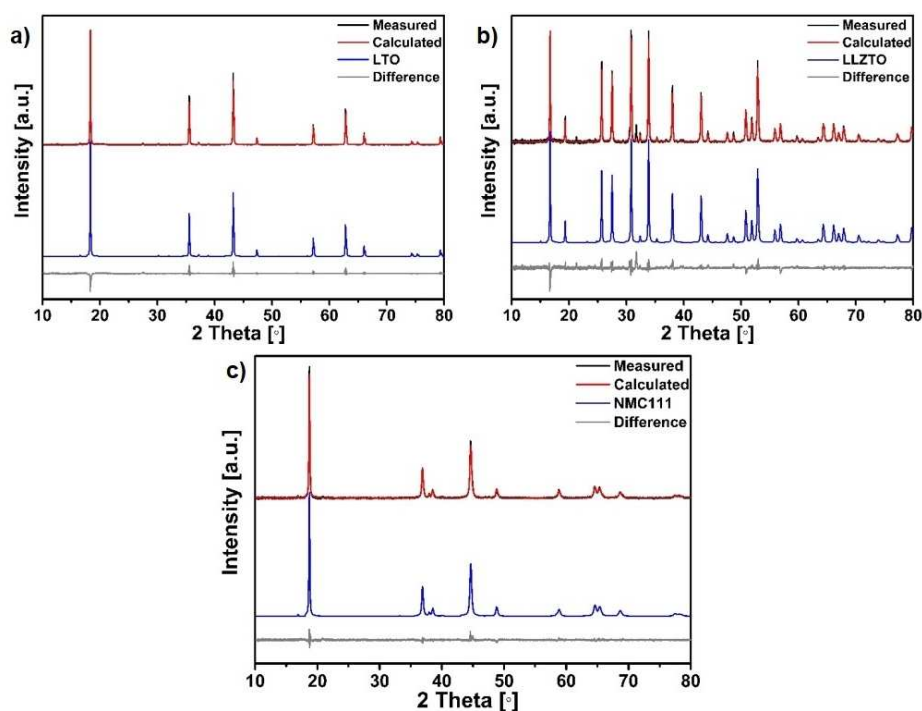 a)
Measured
Calculated
LTO
Difference
Intensity [a.u.]
10 20 30 40 50 60 70 80
2 Theta [°]
b)
Measured
Calculated
LLZTO
Difference
Intensity [a.u.]
10 20 30 40 50 60 70 80
2 Theta [°]
c)
Measured
Calculated
NMC111
Difference
Intensity [a.u.]
10 20 30 40 50 60 70 80
2 Theta [°]